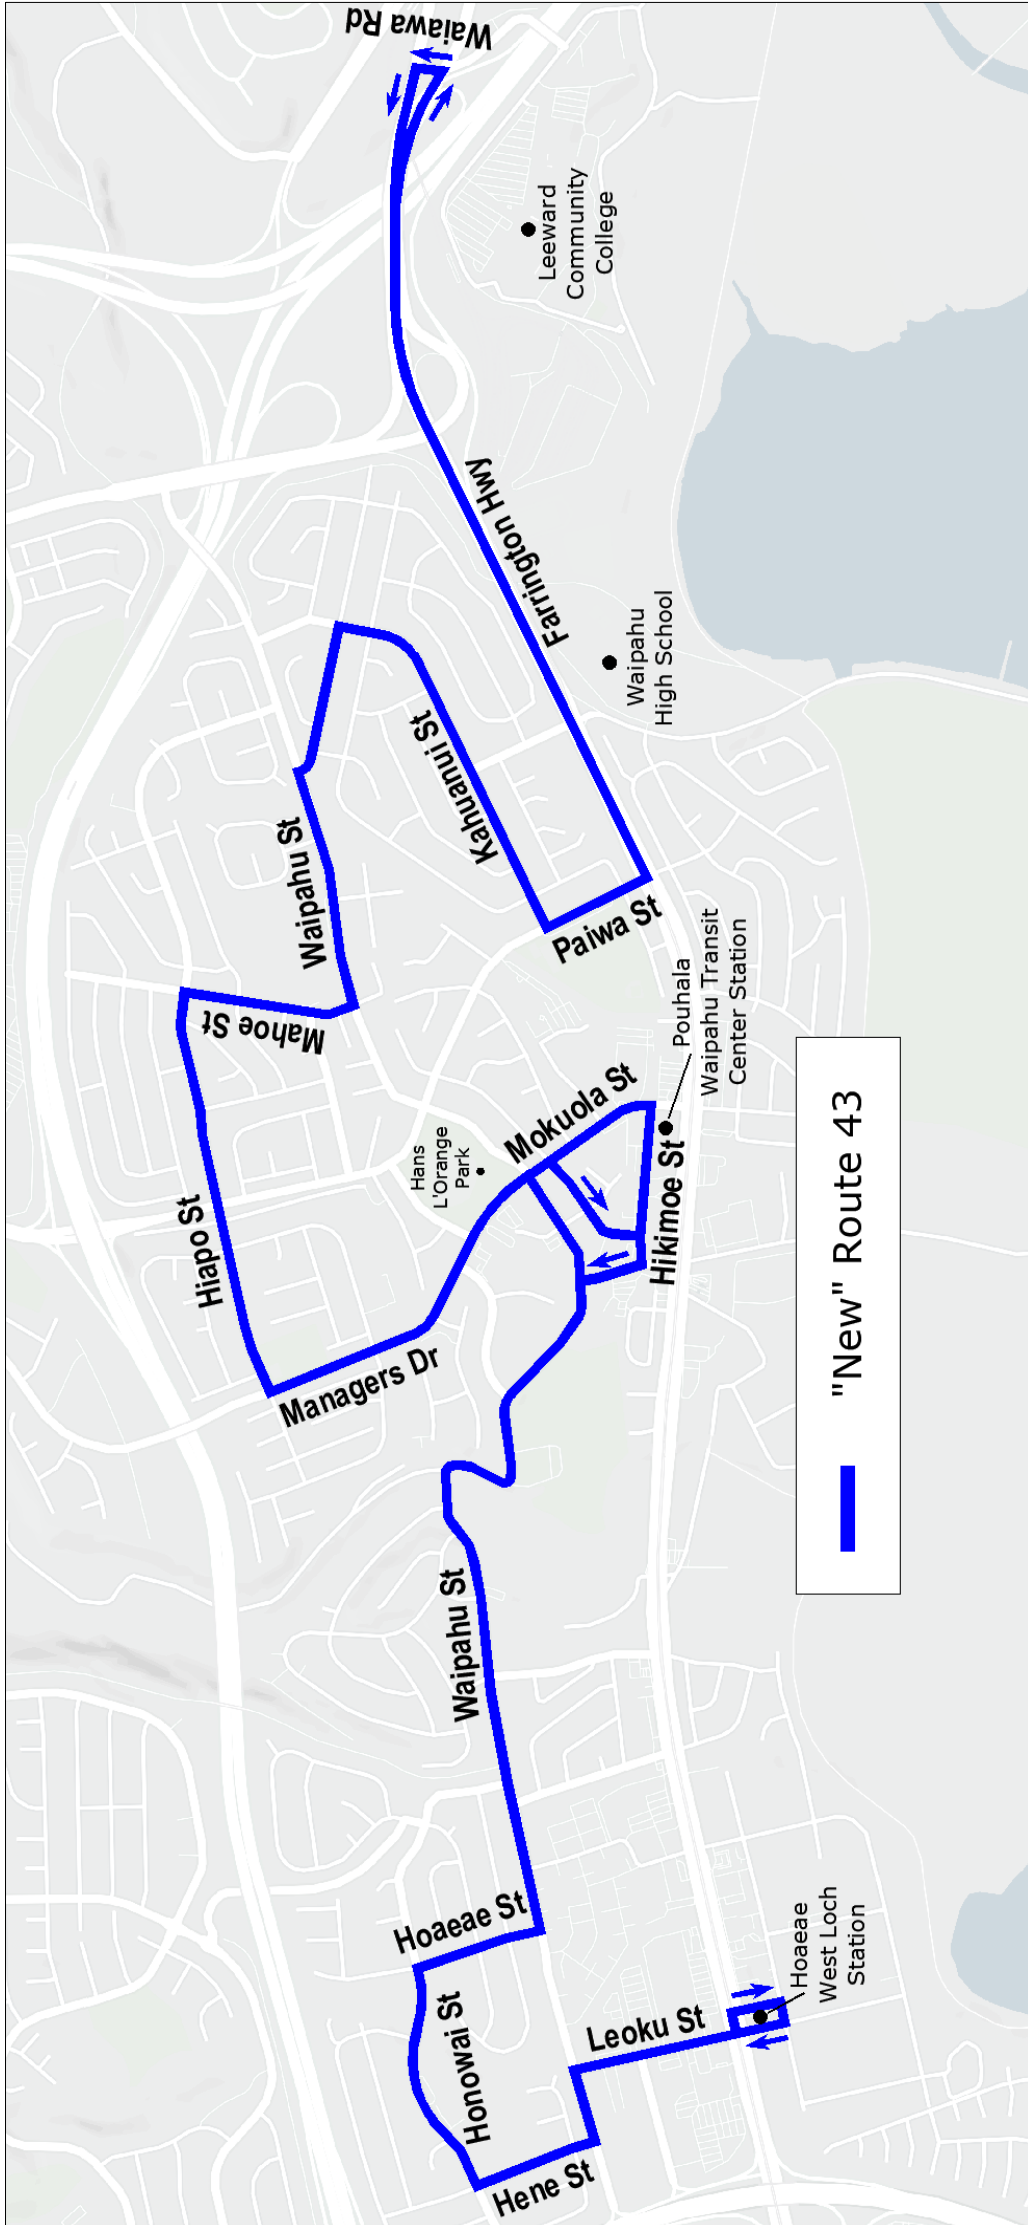 Waiawa Rd
Leeward
Community
College
Farrington Hwy
Waipahu
High School
Kahuanui St
Waipahu St
Paiwa St
Mahoe St
Pouhala
Waipahu Transit
Center Station
Mokuola St
Hans
L'Orange
Park
Hikimoe St
Hiapo St
Managers Dr
"New" Route 43
Waipahu St
Hoaeae St
Honowai St
Leoku St
Hoaeae
West Loch
Station
Hene St